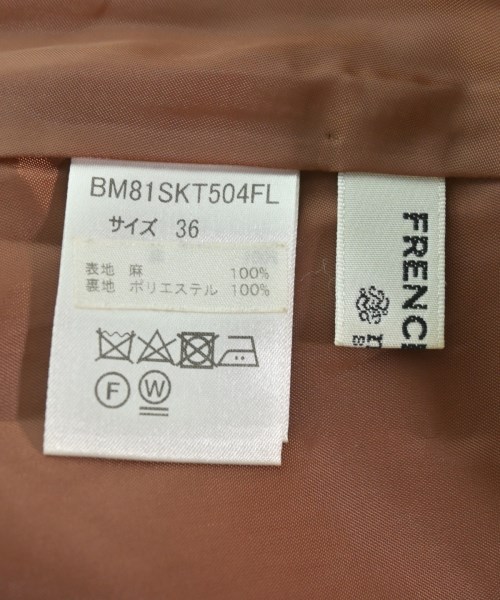 BM81SKT504FL
サイズ 36
表地 麻 100%
裏地 ポリエステル 100%
F
W
FRENC